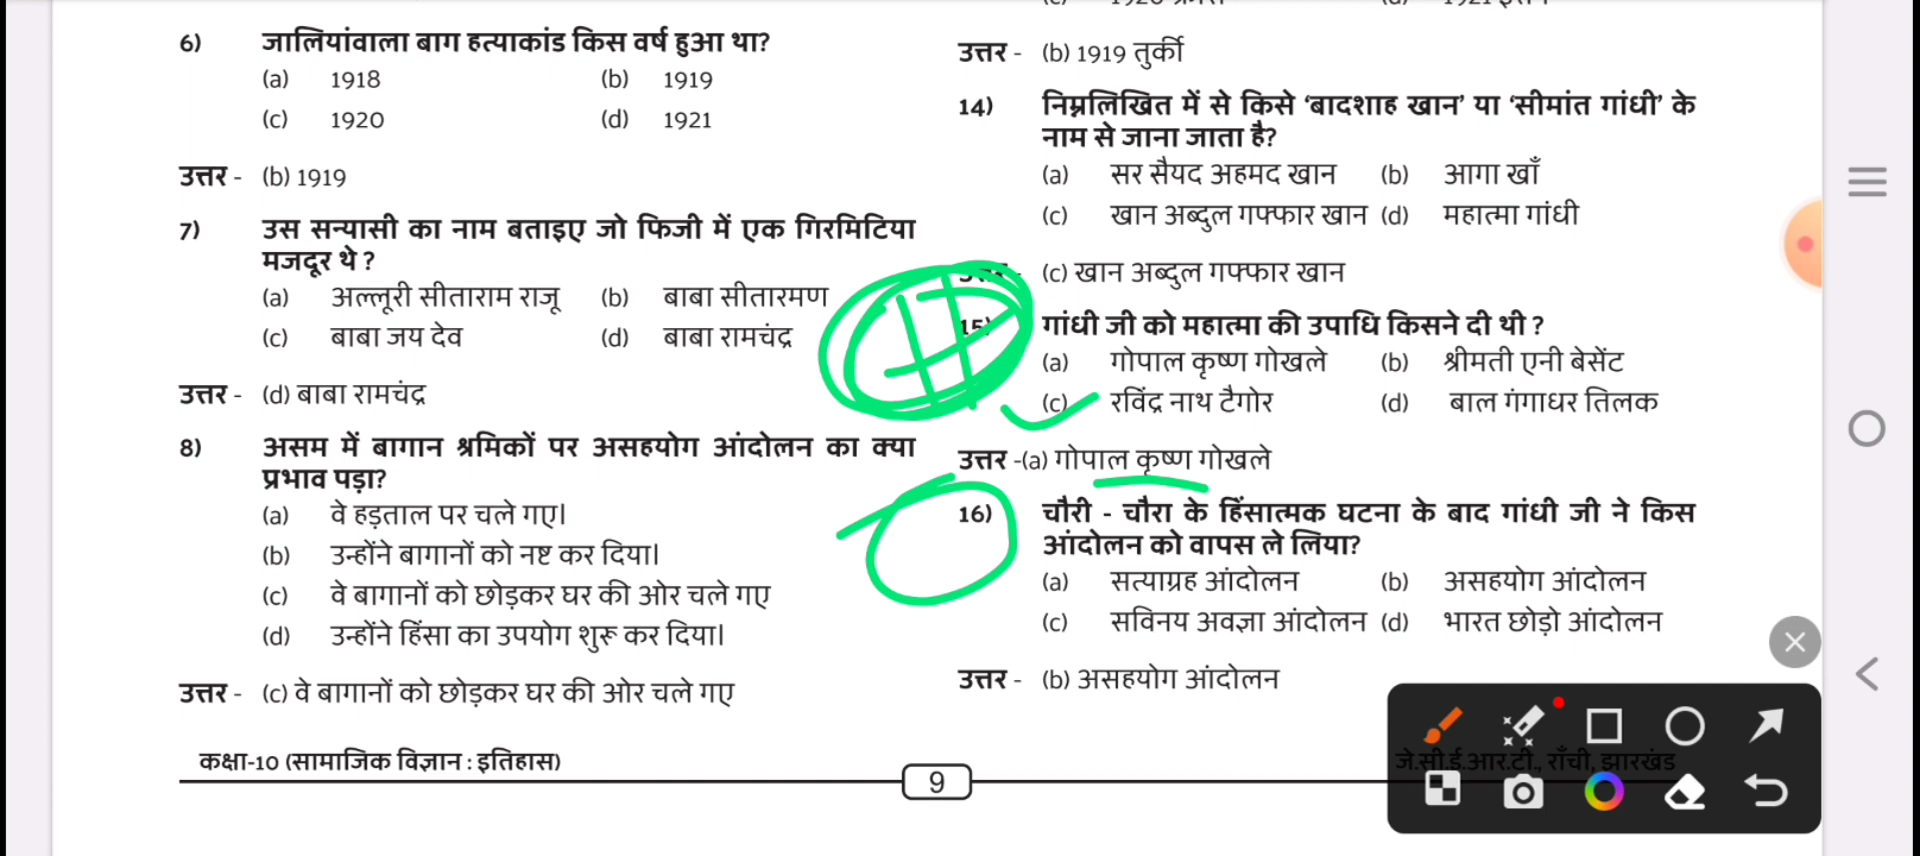 6) जालियांवाला बाग हत्याकांड किस वर्ष हुआ था?
(a) 1918 (b) 1919
(c) 1920 (d) 1921
उत्तर - (b) 1919
7) उस सन्यासी का नाम बताइए जो फिजी में एक गिरमिटिया
मजदूर थे ?
(a) अल्लूरी सीताराम राजू (b) बाबा सीतारमण
(c) बाबा जय देव (d) बाबा रामचंद्र
उत्तर - (d) बाबा रामचंद्र
8) असम में बागान श्रमिकों पर असहयोग आंदोलन का क्या
प्रभाव पड़ा?
(a) वे हड़ताल पर चले गए।
(b) उन्होंने बागानों को नष्ट कर दिया।
(c) वे बागानों को छोड़कर घर की ओर चले गए
(d) उन्होंने हिंसा का उपयोग शुरू कर दिया।
उत्तर - (c) वे बागानों को छोड़कर घर की ओर चले गए
उत्तर - (b) 1919 तुर्की
14) निम्नलिखित में से किसे ‘बादशाह खान’ या ‘सीमांत गांधी’ के
नाम से जाना जाता है?
(a) सर सैयद अहमद खान (b) आगा खाँ
(c) खान अब्दुल गफ्फार खान (d) महात्मा गांधी
उत्तर - (c) खान अब्दुल गफ्फार खान
15) गांधी जी को महात्मा की उपाधि किसने दी थी ?
(a) गोपाल कृष्ण गोखले (b) श्रीमती एनी बेसेंट
(c) रविंद्र नाथ टैगोर (d) बाल गंगाधर तिलक
उत्तर -(a) गोपाल कृष्ण गोखले
16) चौरी - चौरा के हिंसात्मक घटना के बाद गांधी जी ने किस
आंदोलन को वापस ले लिया?
(a) सत्याग्रह आंदोलन (b) असहयोग आंदोलन
(c) सविनय अवज्ञा आंदोलन (d) भारत छोड़ो आंदोलन
उत्तर - (b) असहयोग आंदोलन
कक्षा-10 (सामाजिक विज्ञान : इतिहास)
9
जे.सी.ई.आर.टी., राँची, झारखंड